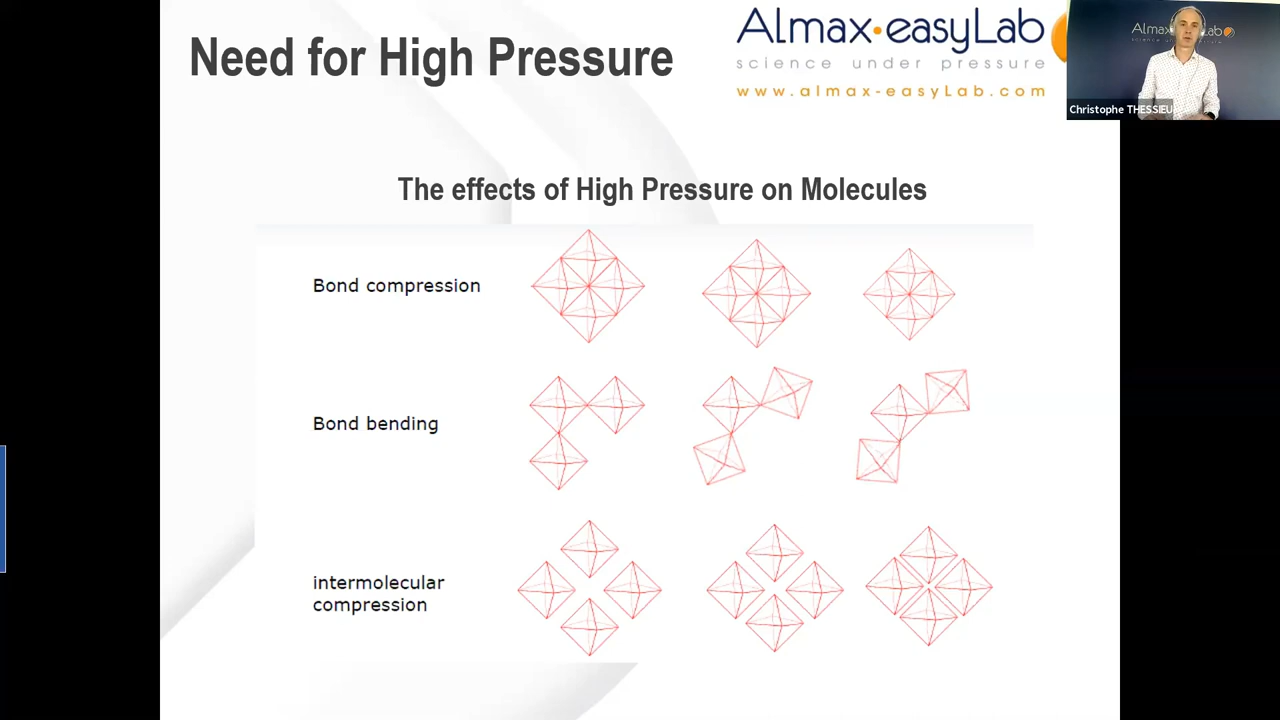 Need for High Pressure
Almax·easyLab
science under pressure
www.almax-easyLab.com
Christophe THESSIEU
The effects of High Pressure on Molecules
Bond compression
Bond bending
intermolecular
compression